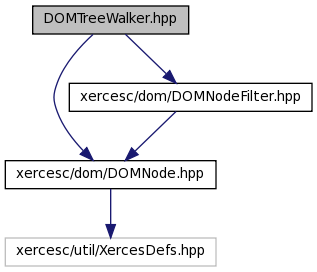 DOMTreeWalker.hpp
xercesc/dom/DOMNodeFilter.hpp
xercesc/dom/DOMNode.hpp
xercesc/util/XercesDefs.hpp